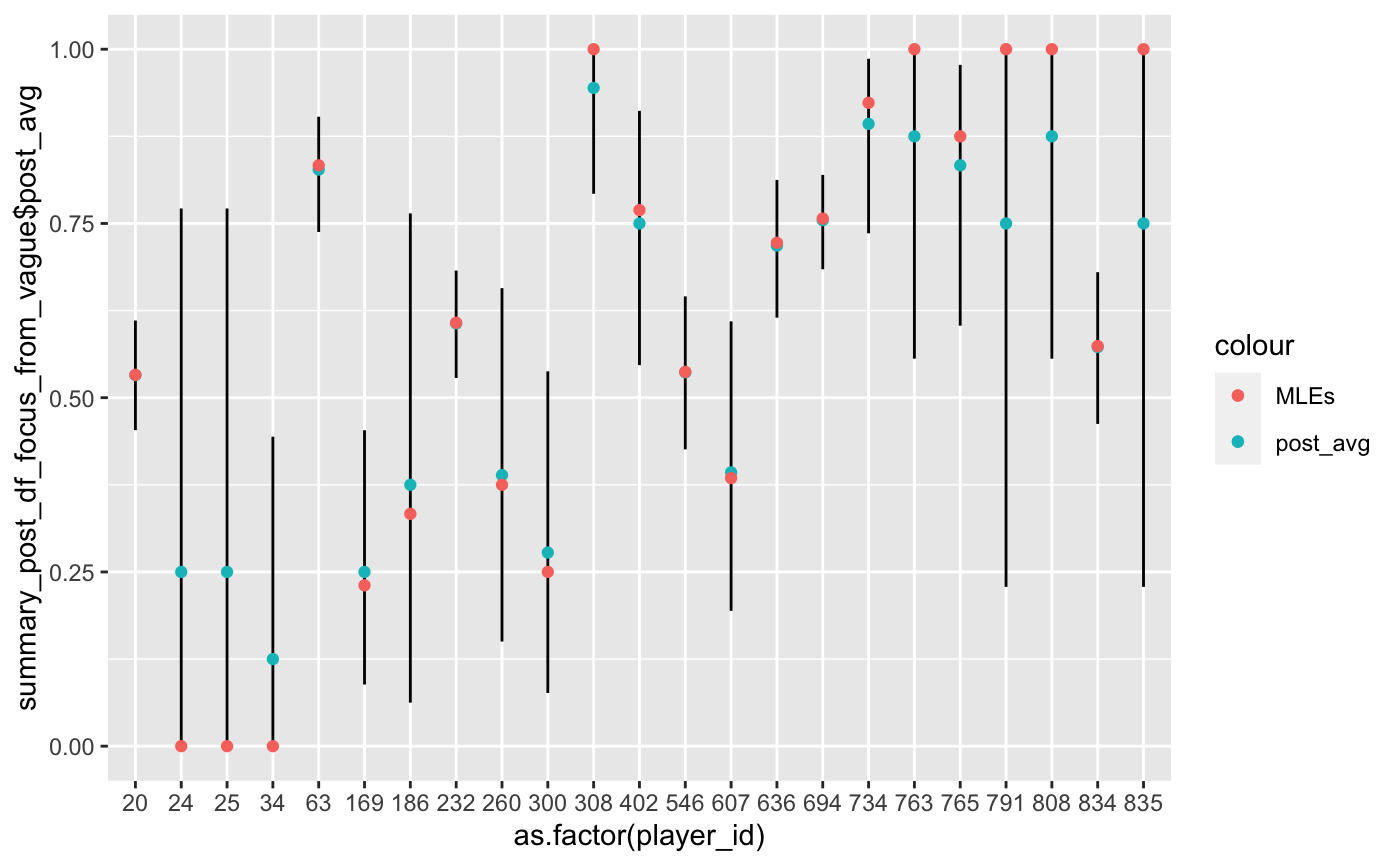 summary_post_df_focus_from_vague$post_avg
1.00
0.75
0.50
0.25
0.00
20 24 25 34 63 169 186 232 260 300 308 402 546 607 636 694 734 763 765 791 808 834 835
as.factor(player_id)
colour
MLEs
post_avg